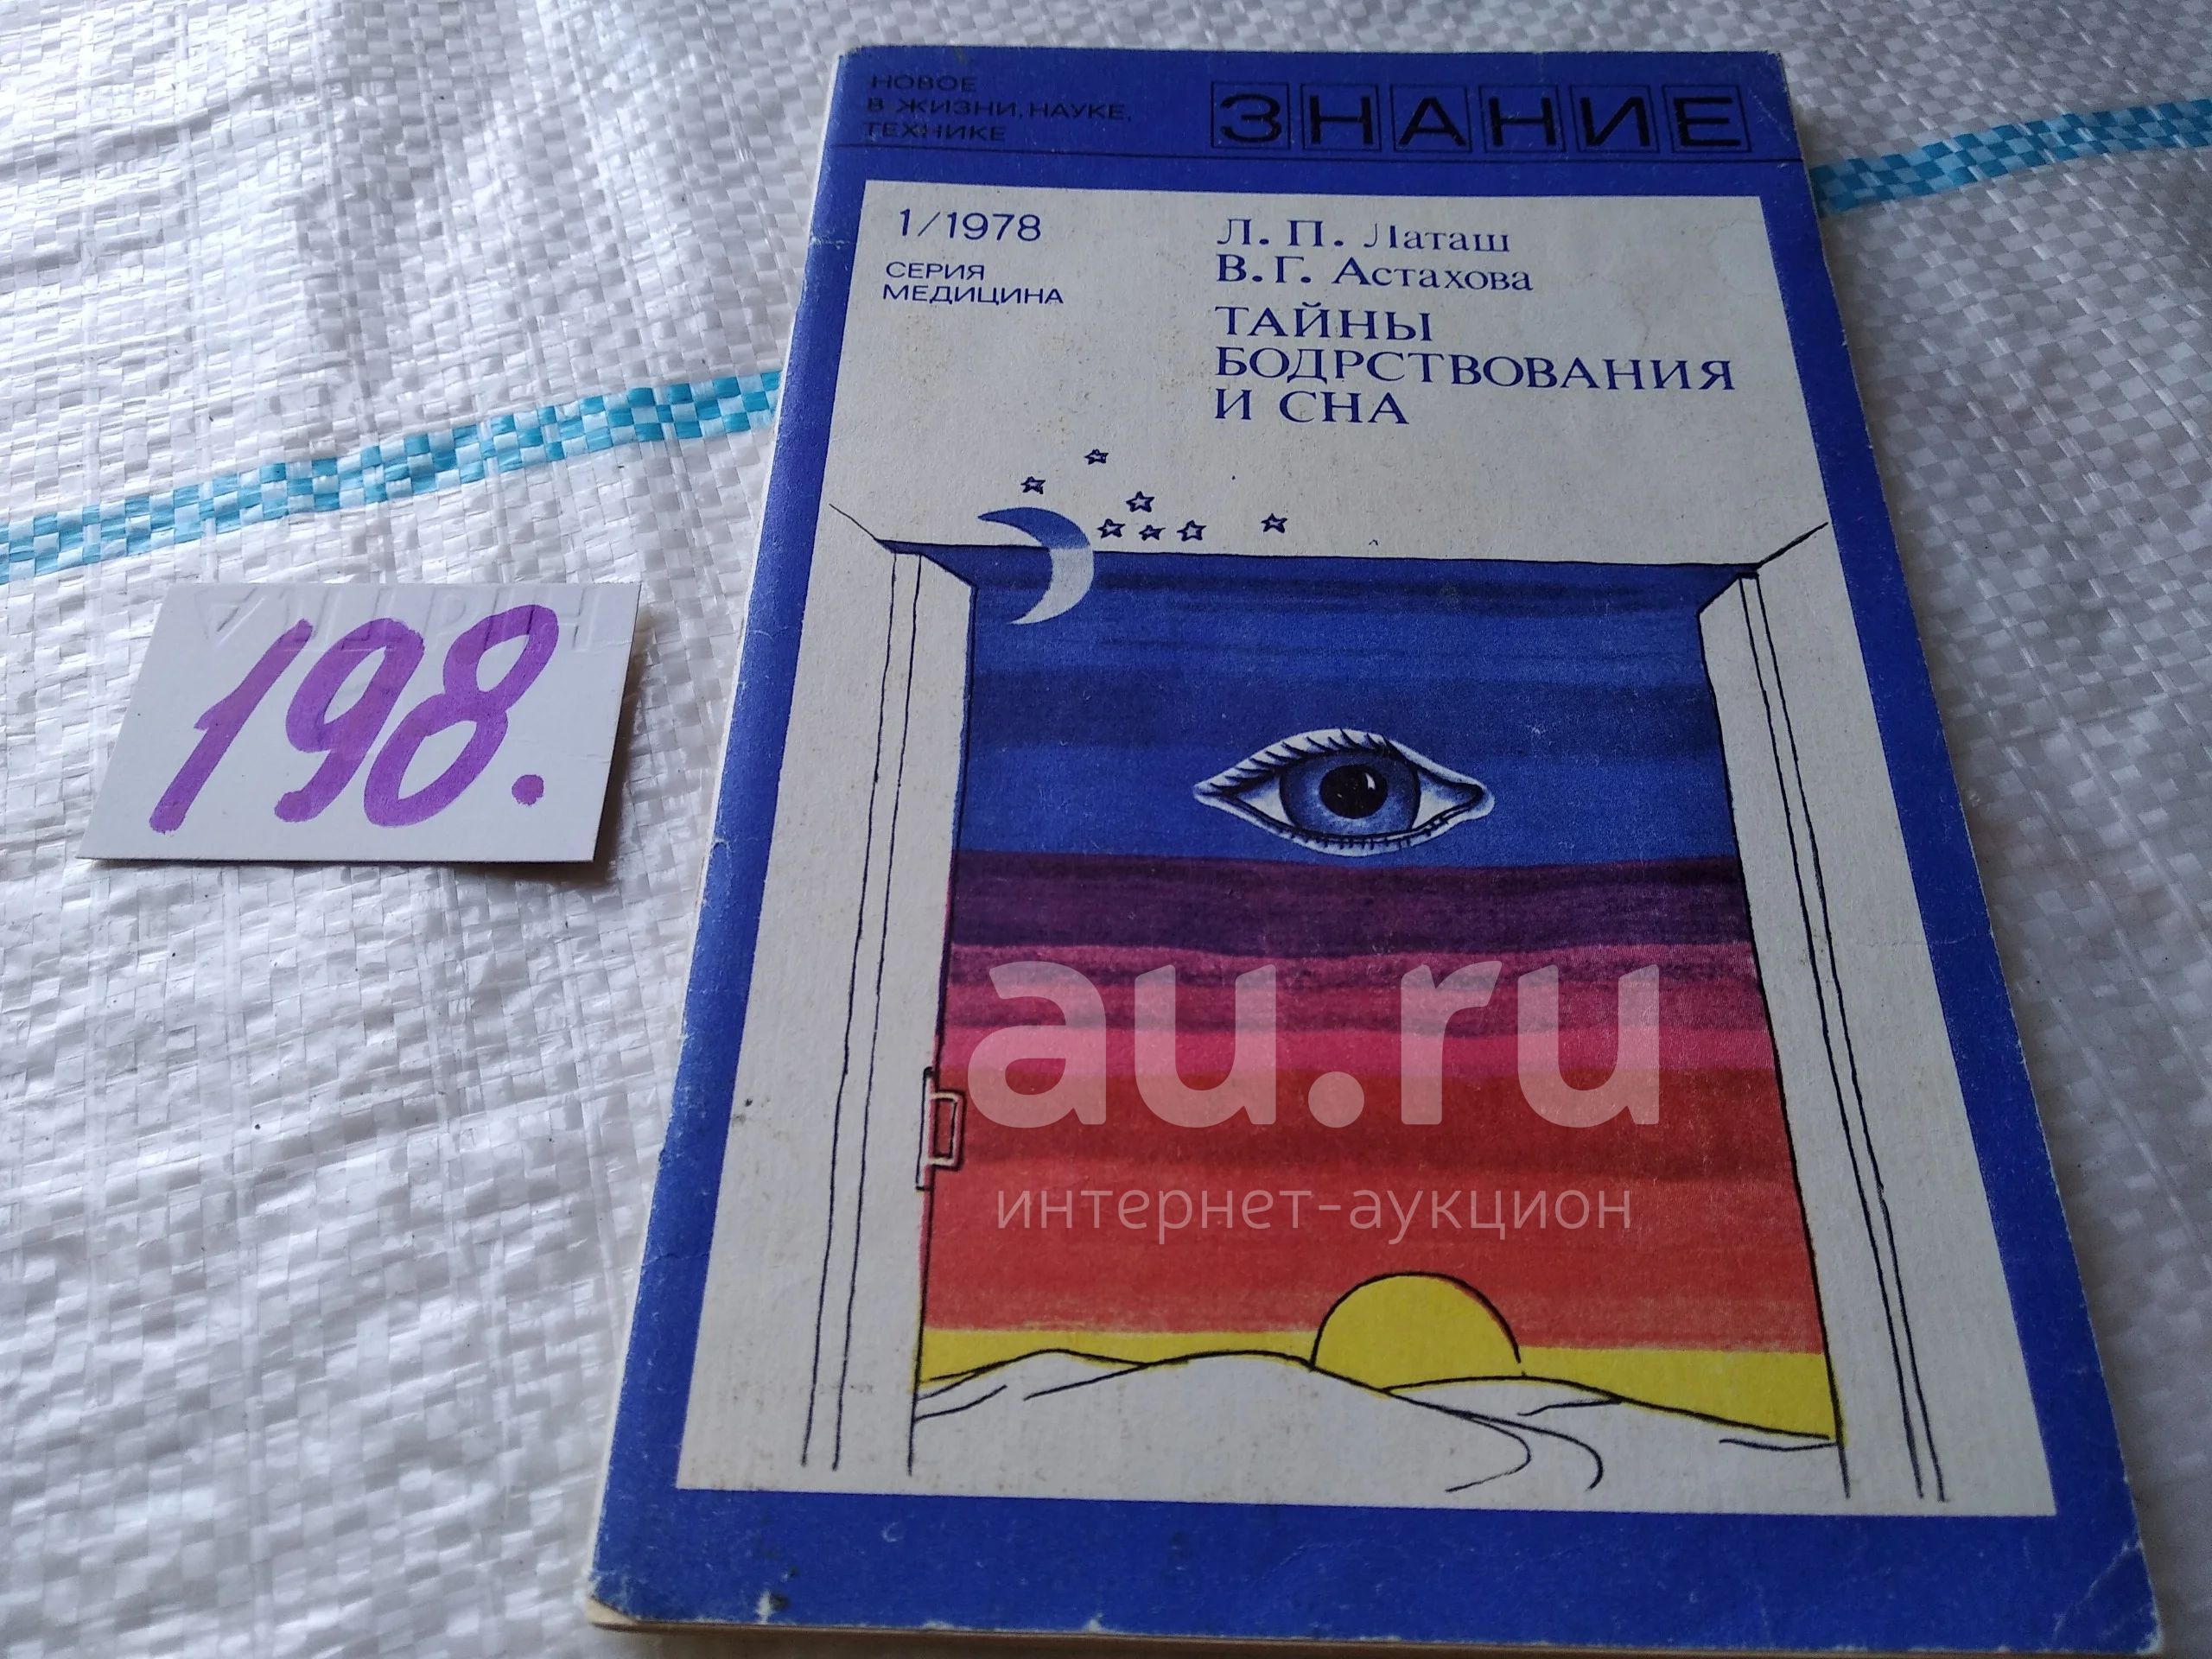 НОВОЕ
В ЖИЗНИ, НАУКЕ,
ТЕХНИКЕ
ЗНАНИЕ
1/1978
СЕРИЯ
МЕДИЦИНА
Л. П. Латаш
В. Г. Астахова
ТАЙНЫ
БОДРСТВОВАНИЯ
И СНА
198.
au.ru
интернет-аукцион